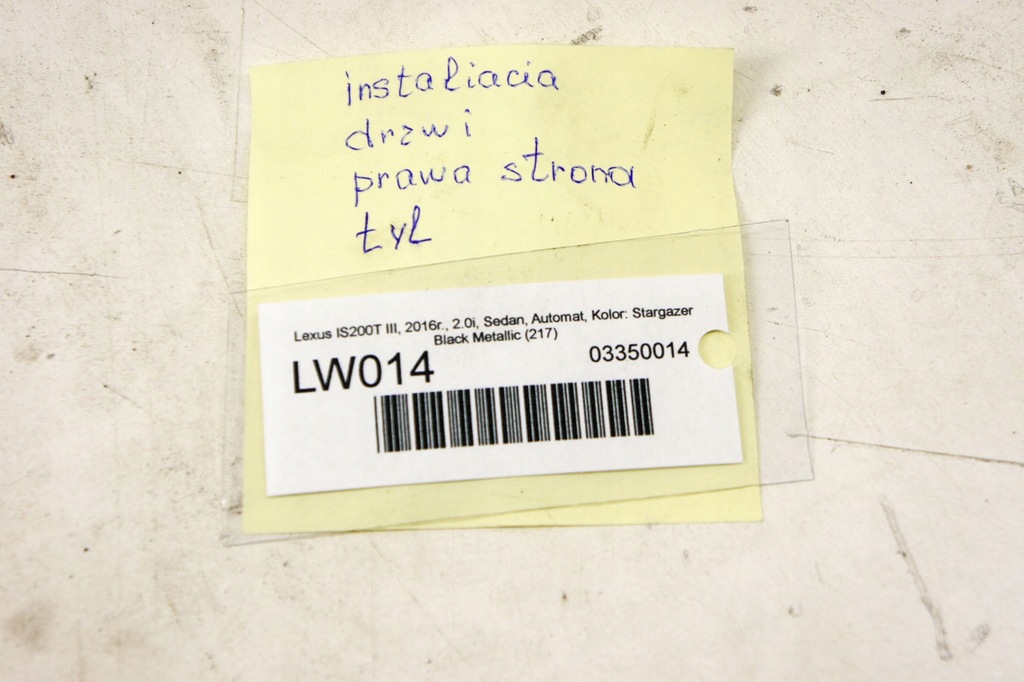 instaliacia
drzwi
prawa strona
tyl
Lexus IS200T III, 2016r., 2.0i, Sedan, Automat, Kolor: Stargazer
Black Metallic (217)
LW014 03350014